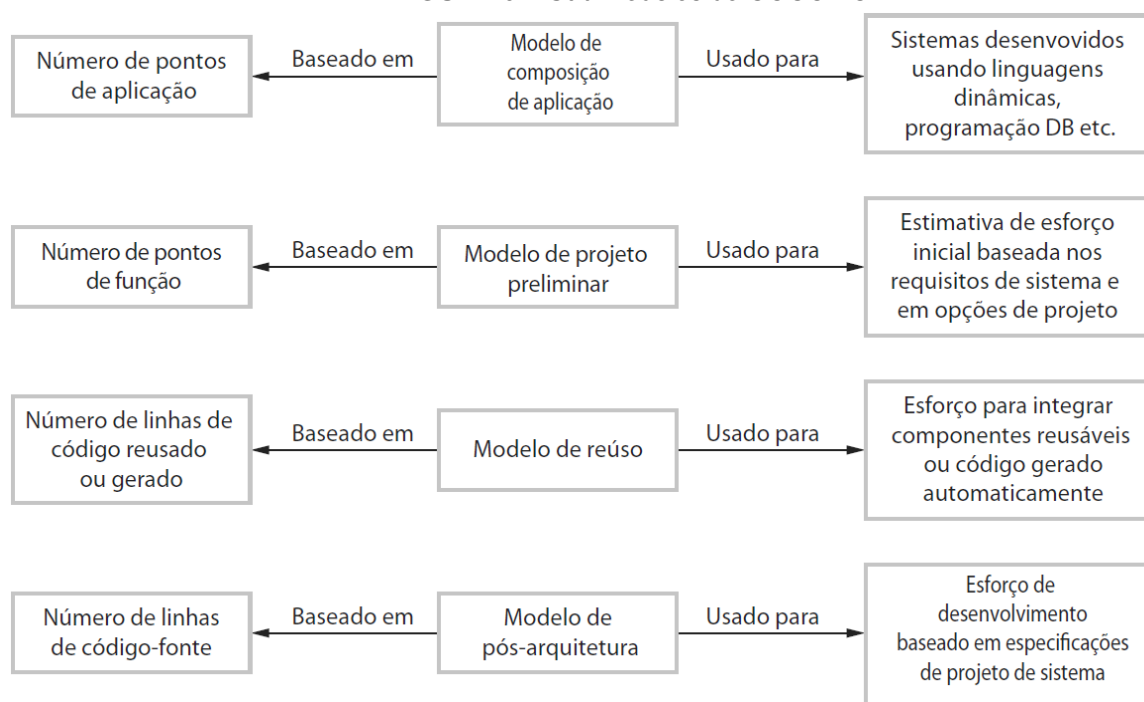 Número de pontos
de aplicação
Baseado em
Modelo de
composição
de aplicação
Usado para
Sistemas desenvovidos
usando linguagens
dinâmicas,
programação DB etc.
Número de pontos
de função
Baseado em
Modelo de projeto
preliminar
Usado para
Estimativa de esforço
inicial baseada nos
requisitos de sistema e
em opções de projeto
Número de linhas de
código reusado
ou gerado
Baseado em
Modelo de reúso
Usado para
Esforço para integrar
componentes reusáveis
ou código gerado
automaticamente
Número de linhas
de código-fonte
Baseado em
Modelo de
pós-arquitetura
Usado para
Esforço de
desenvolvimento
baseado em especificações
de projeto de sistema